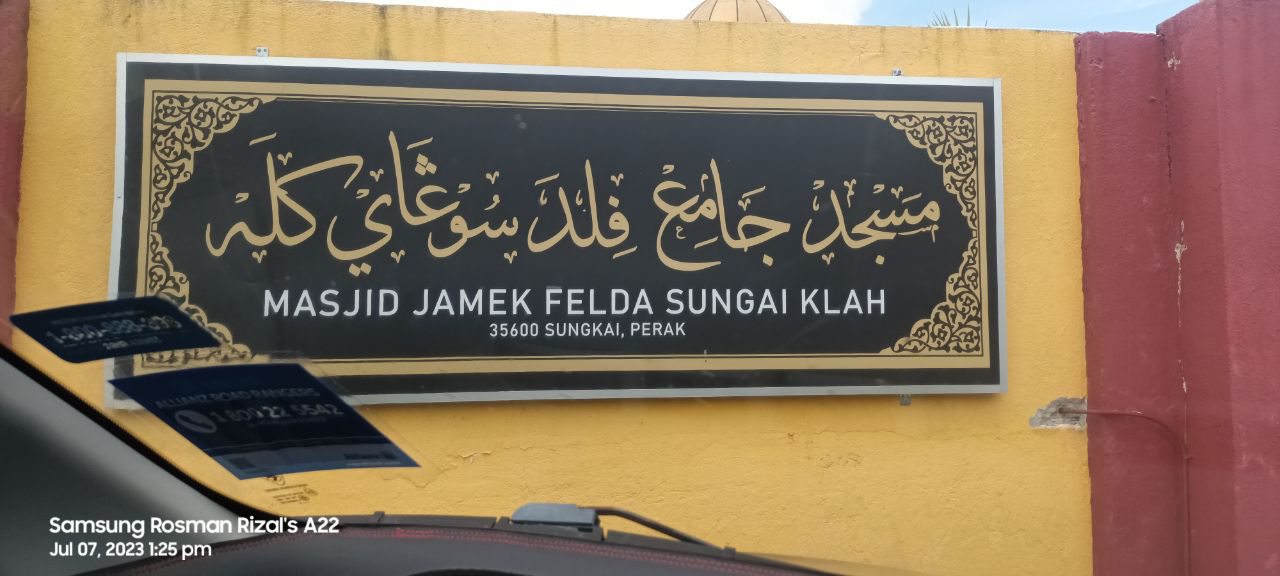 مسجد جامع فلد سوڠاي كله
MASJID JAMEK FELDA SUNGAI KLAH
35600 SUNGKAI, PERAK
ALLIANZ ROAD RANGERS
1 800 22 5542
Samsung Rosman Rizal's A22
Jul 07, 2023 1:25 pm